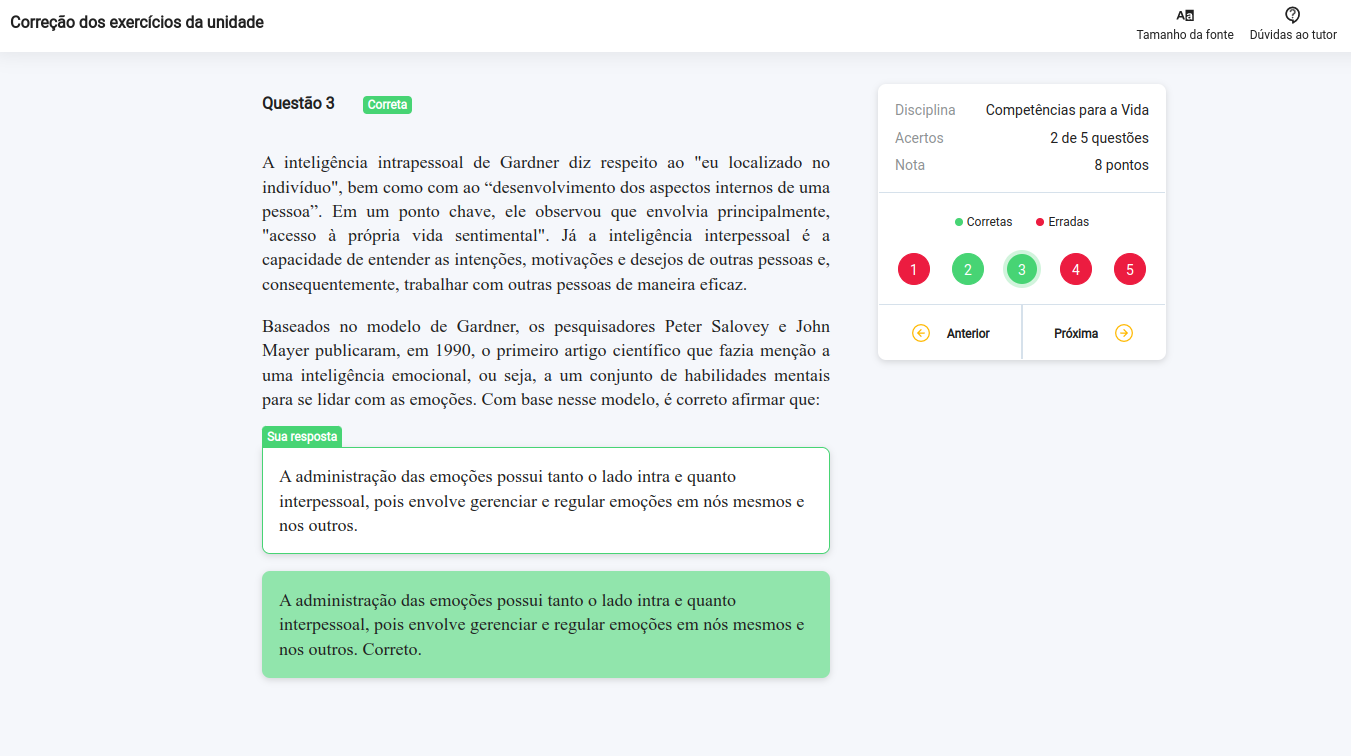 Correção dos exercícios da unidade
Tamanho da fonte
Dúvidas ao tutor
Questão 3
Correta
A inteligência intrapessoal de Gardner diz respeito ao "eu localizado no
indivíduo", bem como com ao “desenvolvimento dos aspectos internos de uma
pessoa”. Em um ponto chave, ele observou que envolvia principalmente,
"acesso à própria vida sentimental". Já a inteligência interpessoal é a
capacidade de entender as intenções, motivações e desejos de outras pessoas e,
consequentemente, trabalhar com outras pessoas de maneira eficaz.
Baseados no modelo de Gardner, os pesquisadores Peter Salovey e John
Mayer publicaram, em 1990, o primeiro artigo científico que fazia menção a
uma inteligência emocional, ou seja, a um conjunto de habilidades mentais
para se lidar com as emoções. Com base nesse modelo, é correto afirmar que:
Sua resposta
A administração das emoções possui tanto o lado intra e quanto
interpessoal, pois envolve gerenciar e regular emoções em nós mesmos e
nos outros.
A administração das emoções possui tanto o lado intra e quanto
interpessoal, pois envolve gerenciar e regular emoções em nós mesmos e
nos outros. Correto.
Disciplina Competências para a Vida
Acertos 2 de 5 questões
Nota 8 pontos
Corretas Erradas
1 2 3 4 5
Anterior Próxima